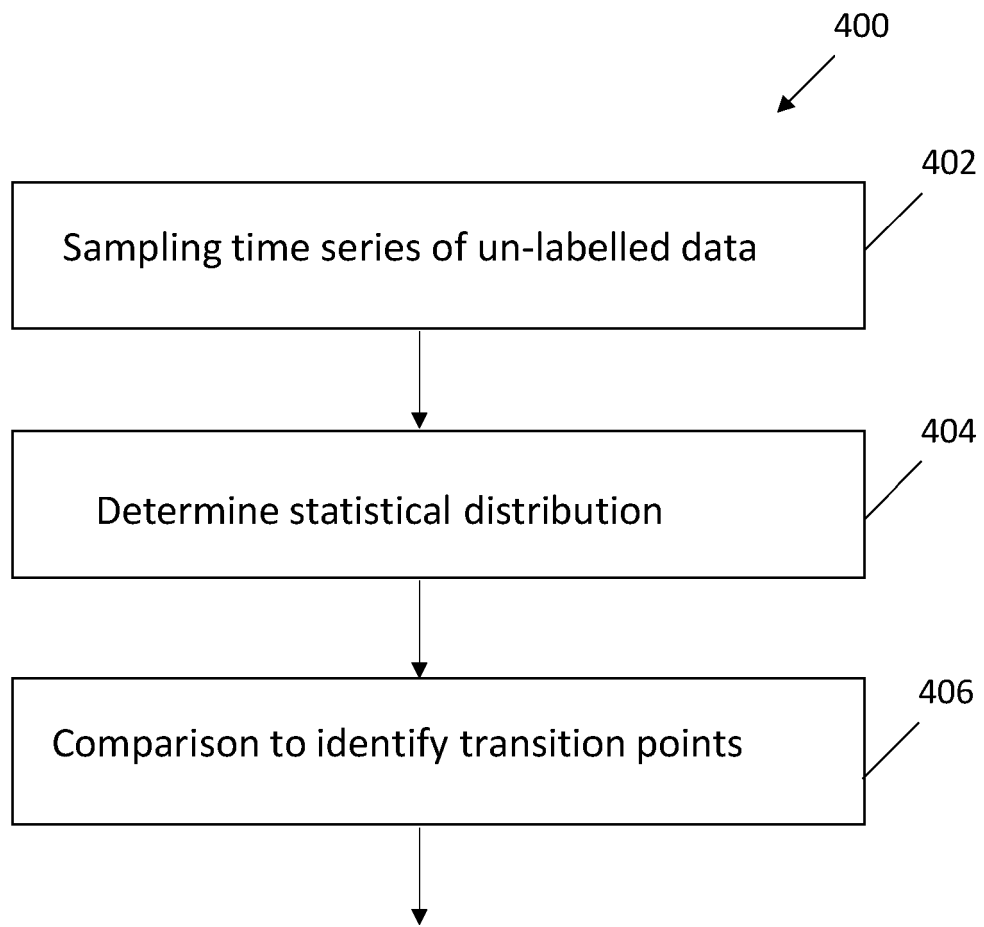 400
402
Sampling time series of un-labelled data
404
Determine statistical distribution
406
Comparison to identify transition points